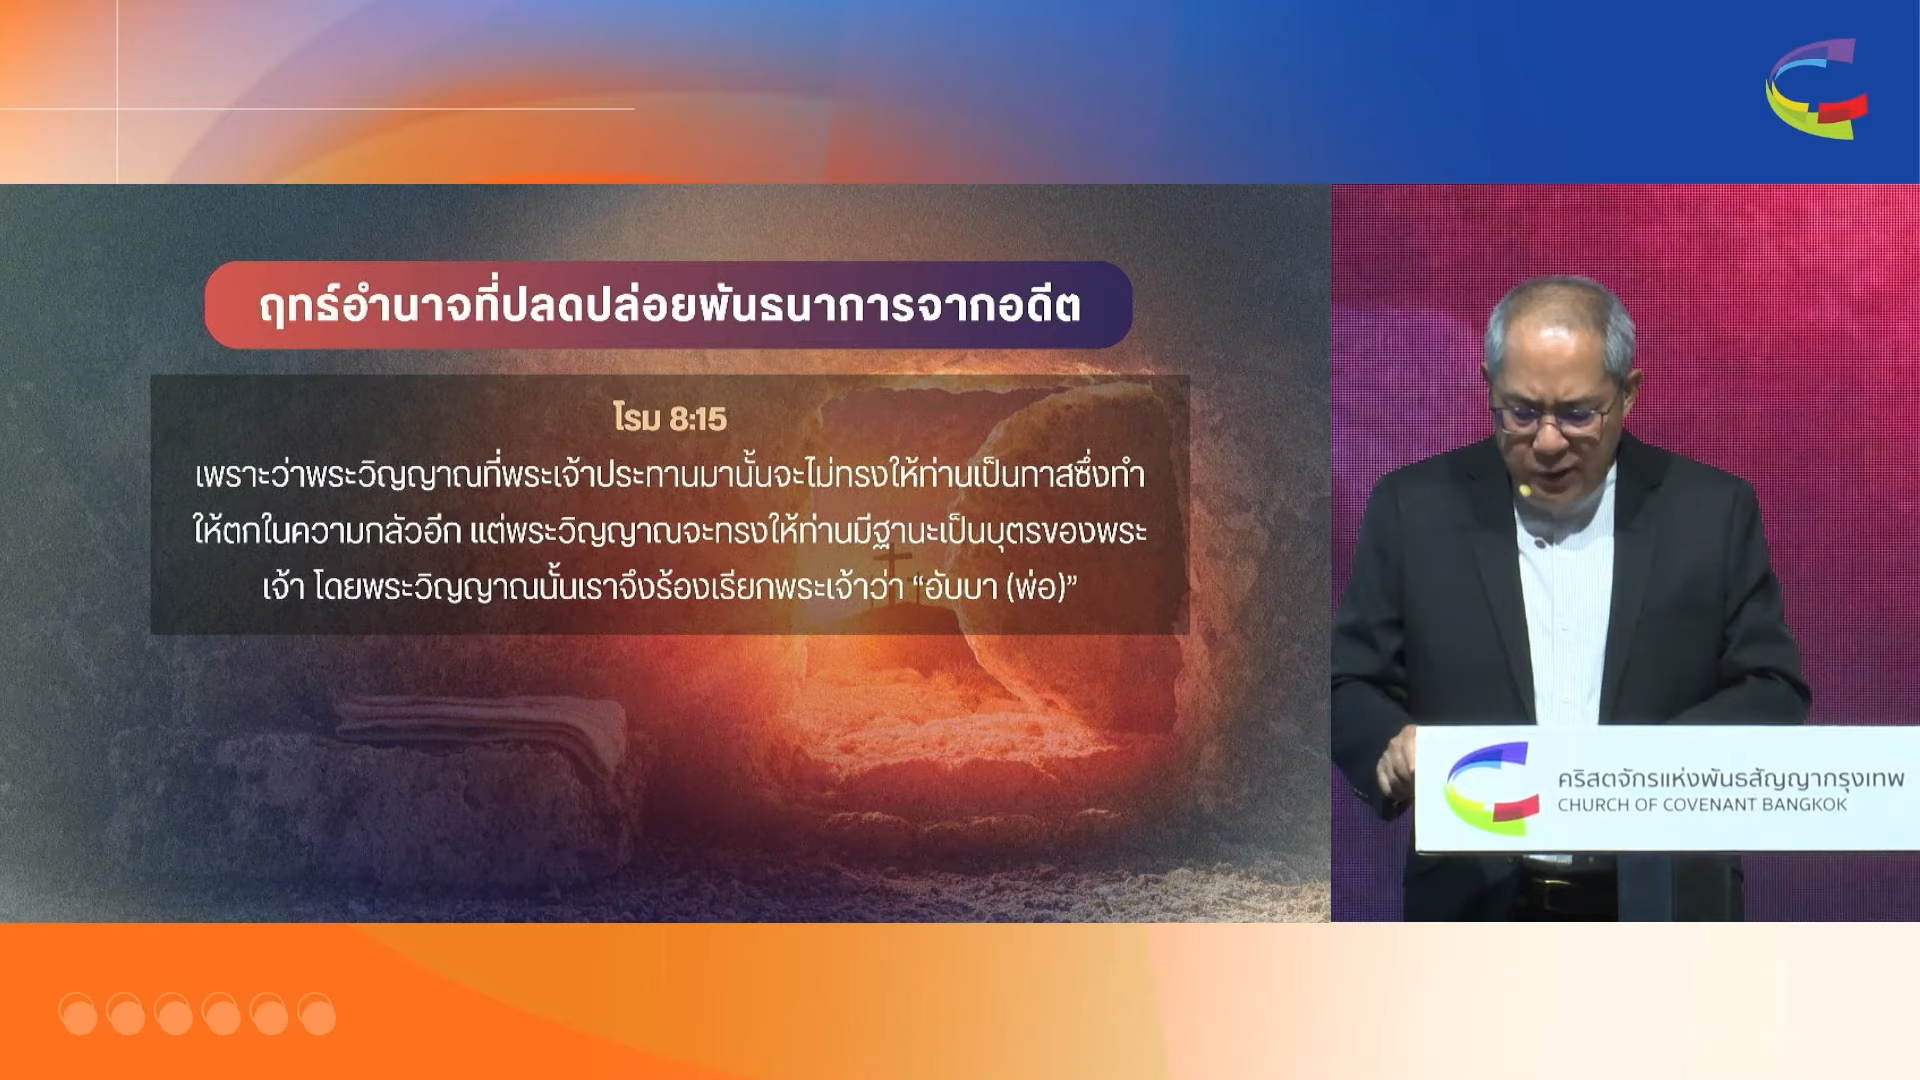 ฤทธิ์อำนาจที่ปลดปล่อยพันธนาการจากอดีต
โรม 8:15
เพราะว่าพระวิญญาณที่พระเจ้าประทานมานั้นจะไม่ทรงให้ท่านเป็นทาสซึ่งทำ
ให้ตกในความกลัวอีก แต่พระวิญญาณจะทรงให้ท่านมีฐานะเป็นบุตรของพระ
เจ้า โดยพระวิญญาณนั้นเราจึงร้องเรียกพระเจ้าว่า “อับบา (พ่อ)”
คริสตจักรแห่งพันธสัญญากรุงเทพ
CHURCH OF COVENANT BANGKOK